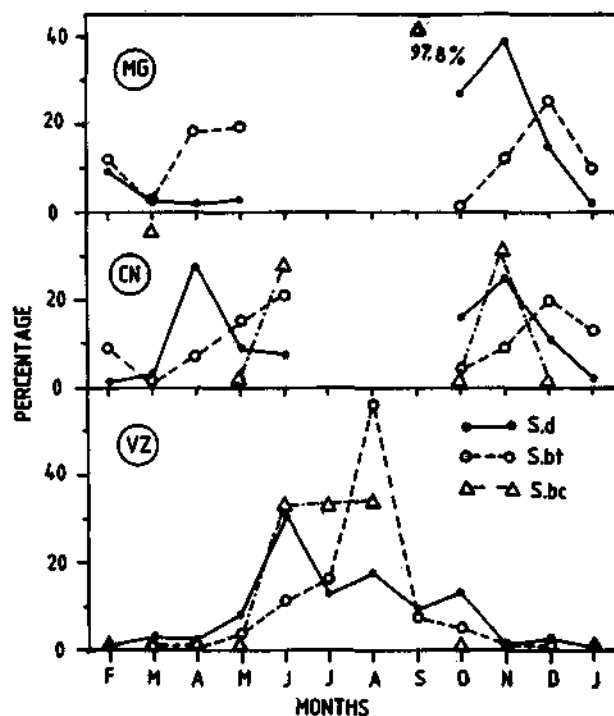 40
97.8%
MG
20
0
CN
20
0
PERCENTAGE
VZ
S.d
S.bt
S.bc
40
20
0
F M A M J J A S O N D J
MONTHS